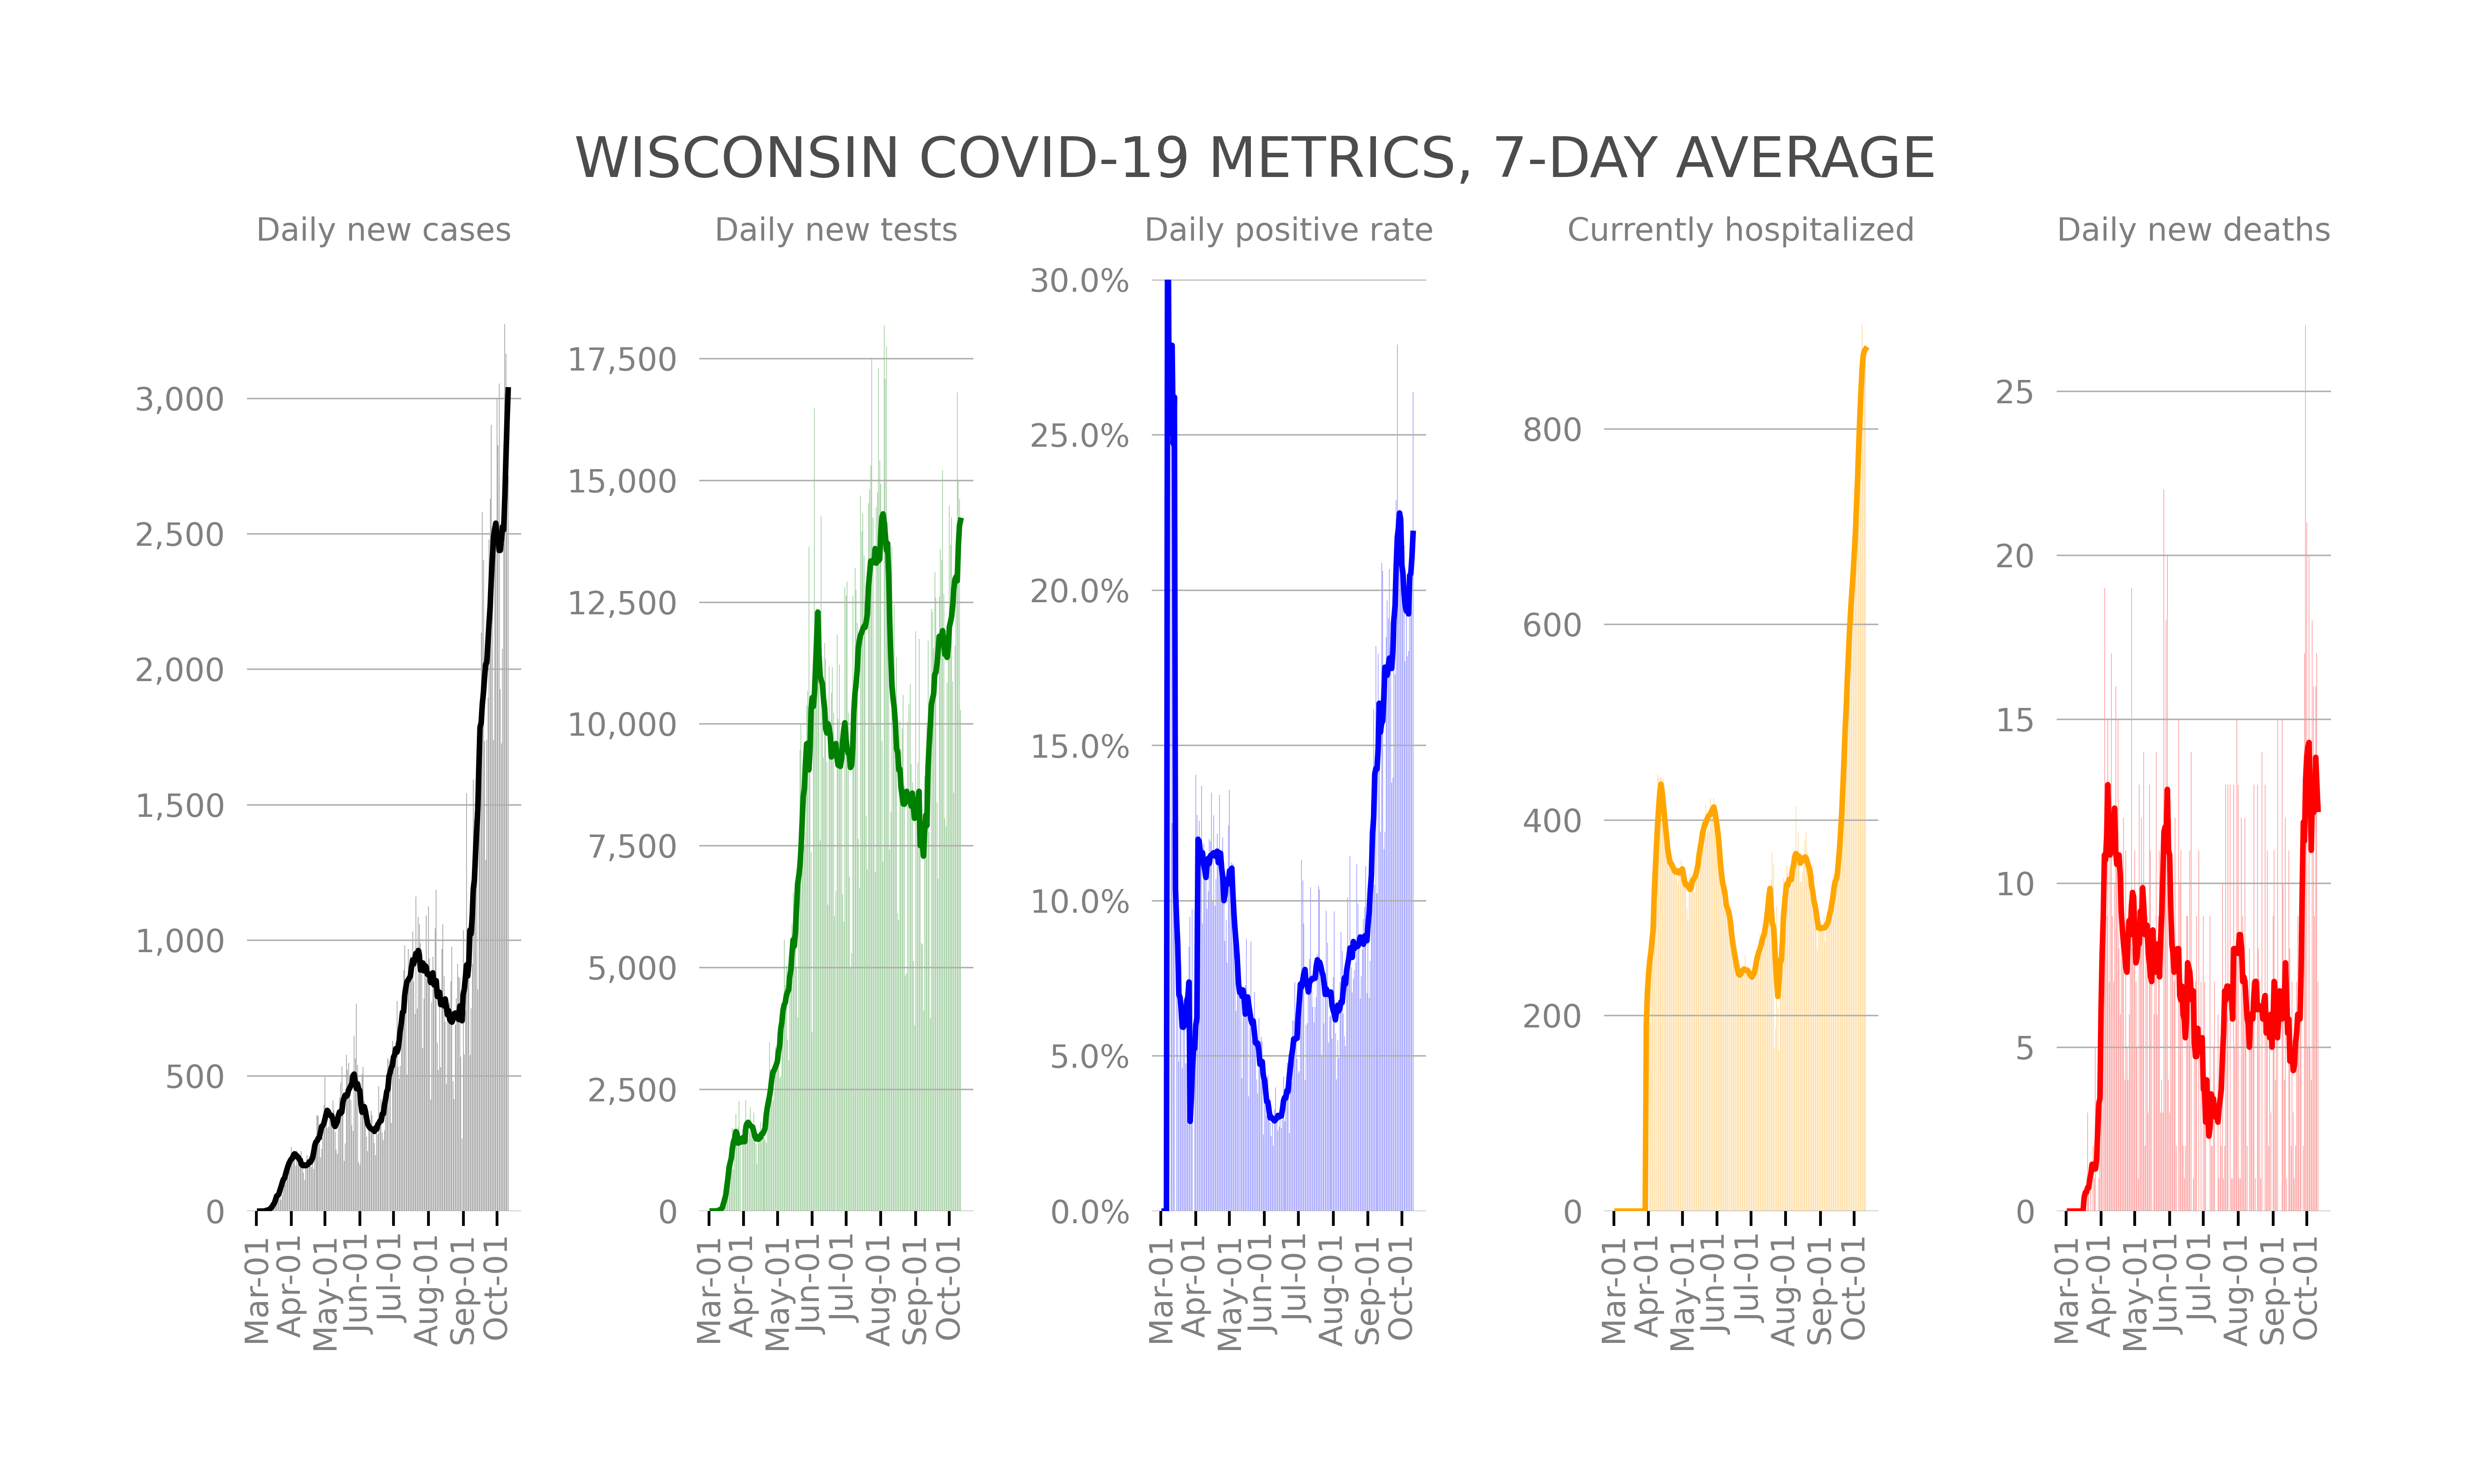 WISCONSIN COVID-19 METRICS, 7-DAY AVERAGE
Daily new cases
3,000
2,500
2,000
1,500
1,000
500
0
Mar-01
Apr-01
May-01
Jun-01
Jul-01
Aug-01
Sep-01
Oct-01
Daily new tests
17,500
15,000
12,500
10,000
7,500
5,000
2,500
0
Mar-01
Apr-01
May-01
Jun-01
Jul-01
Aug-01
Sep-01
Oct-01
Daily positive rate
30.0%
25.0%
20.0%
15.0%
10.0%
5.0%
0.0%
Mar-01
Apr-01
May-01
Jun-01
Jul-01
Aug-01
Sep-01
Oct-01
Currently hospitalized
800
600
400
200
0
Mar-01
Apr-01
May-01
Jun-01
Jul-01
Aug-01
Sep-01
Oct-01
Daily new deaths
25
20
15
10
5
0
Mar-01
Apr-01
May-01
Jun-01
Jul-01
Aug-01
Sep-01
Oct-01